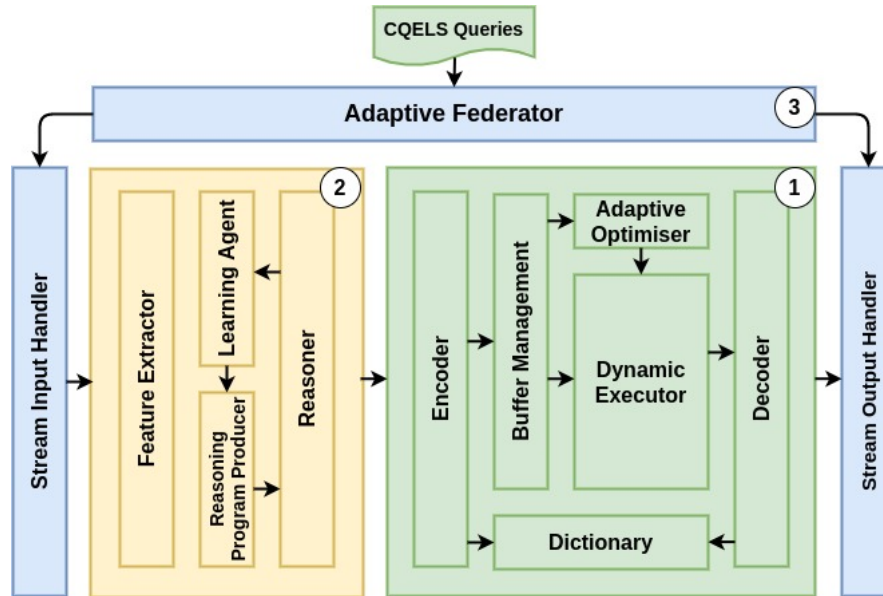 CQELS Queries
Adaptive Federator
3
Stream Input Handler
2
Feature Extractor
Learning Agent
Reasoning
Program Producer
Reasoner
1
Encoder
Buffer Management
Adaptive
Optimiser
Dynamic
Executor
Dictionary
Decoder
Stream Output Handler